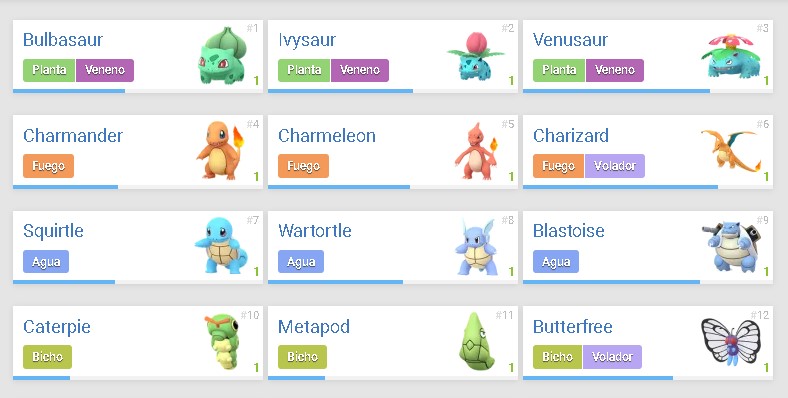 #1
Bulbasaur
Planta Veneno
1
#2
Ivysaur
Planta Veneno
1
#3
Venusaur
Planta Veneno
1
#4
Charmander
Fuego
1
#5
Charmeleon
Fuego
1
#6
Charizard
Fuego Volador
1
#7
Squirtle
Agua
1
#8
Wartortle
Agua
1
#9
Blastoise
Agua
1
#10
Caterpie
Bicho
1
#11
Metapod
Bicho
1
#12
Butterfree
Bicho Volador
1